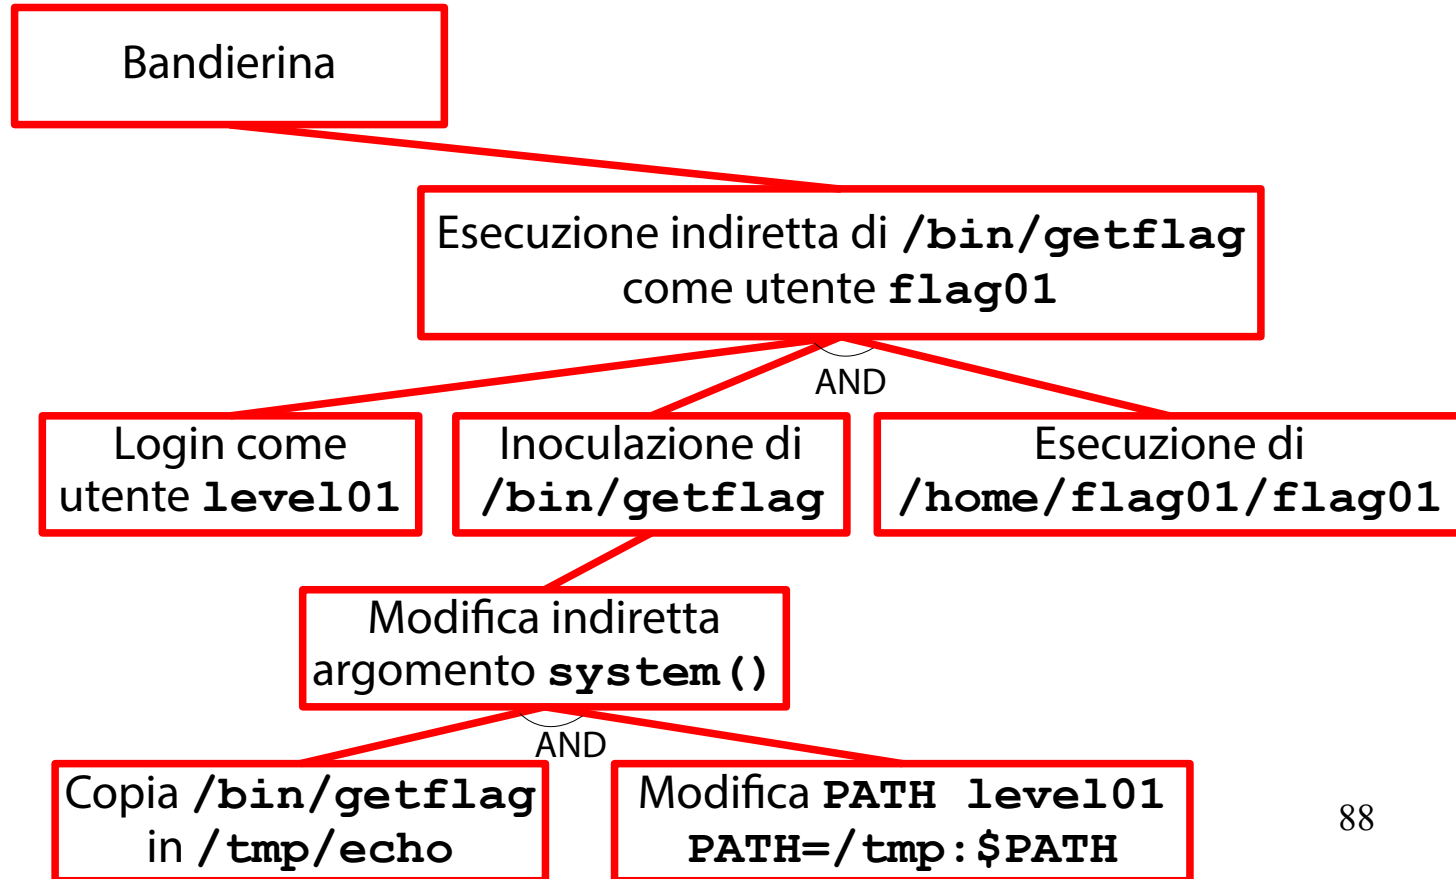 Bandierina
Esecuzione indiretta di /bin/getflag
come utente flag01
AND
Login come
utente level01
Inoculazione di
/bin/getflag
Esecuzione di
/home/flag01/flag01
Modifica indiretta
argomento system()
AND
Copia /bin/getflag
in /tmp/echo
Modifica PATH level01
PATH=/tmp:$PATH
88